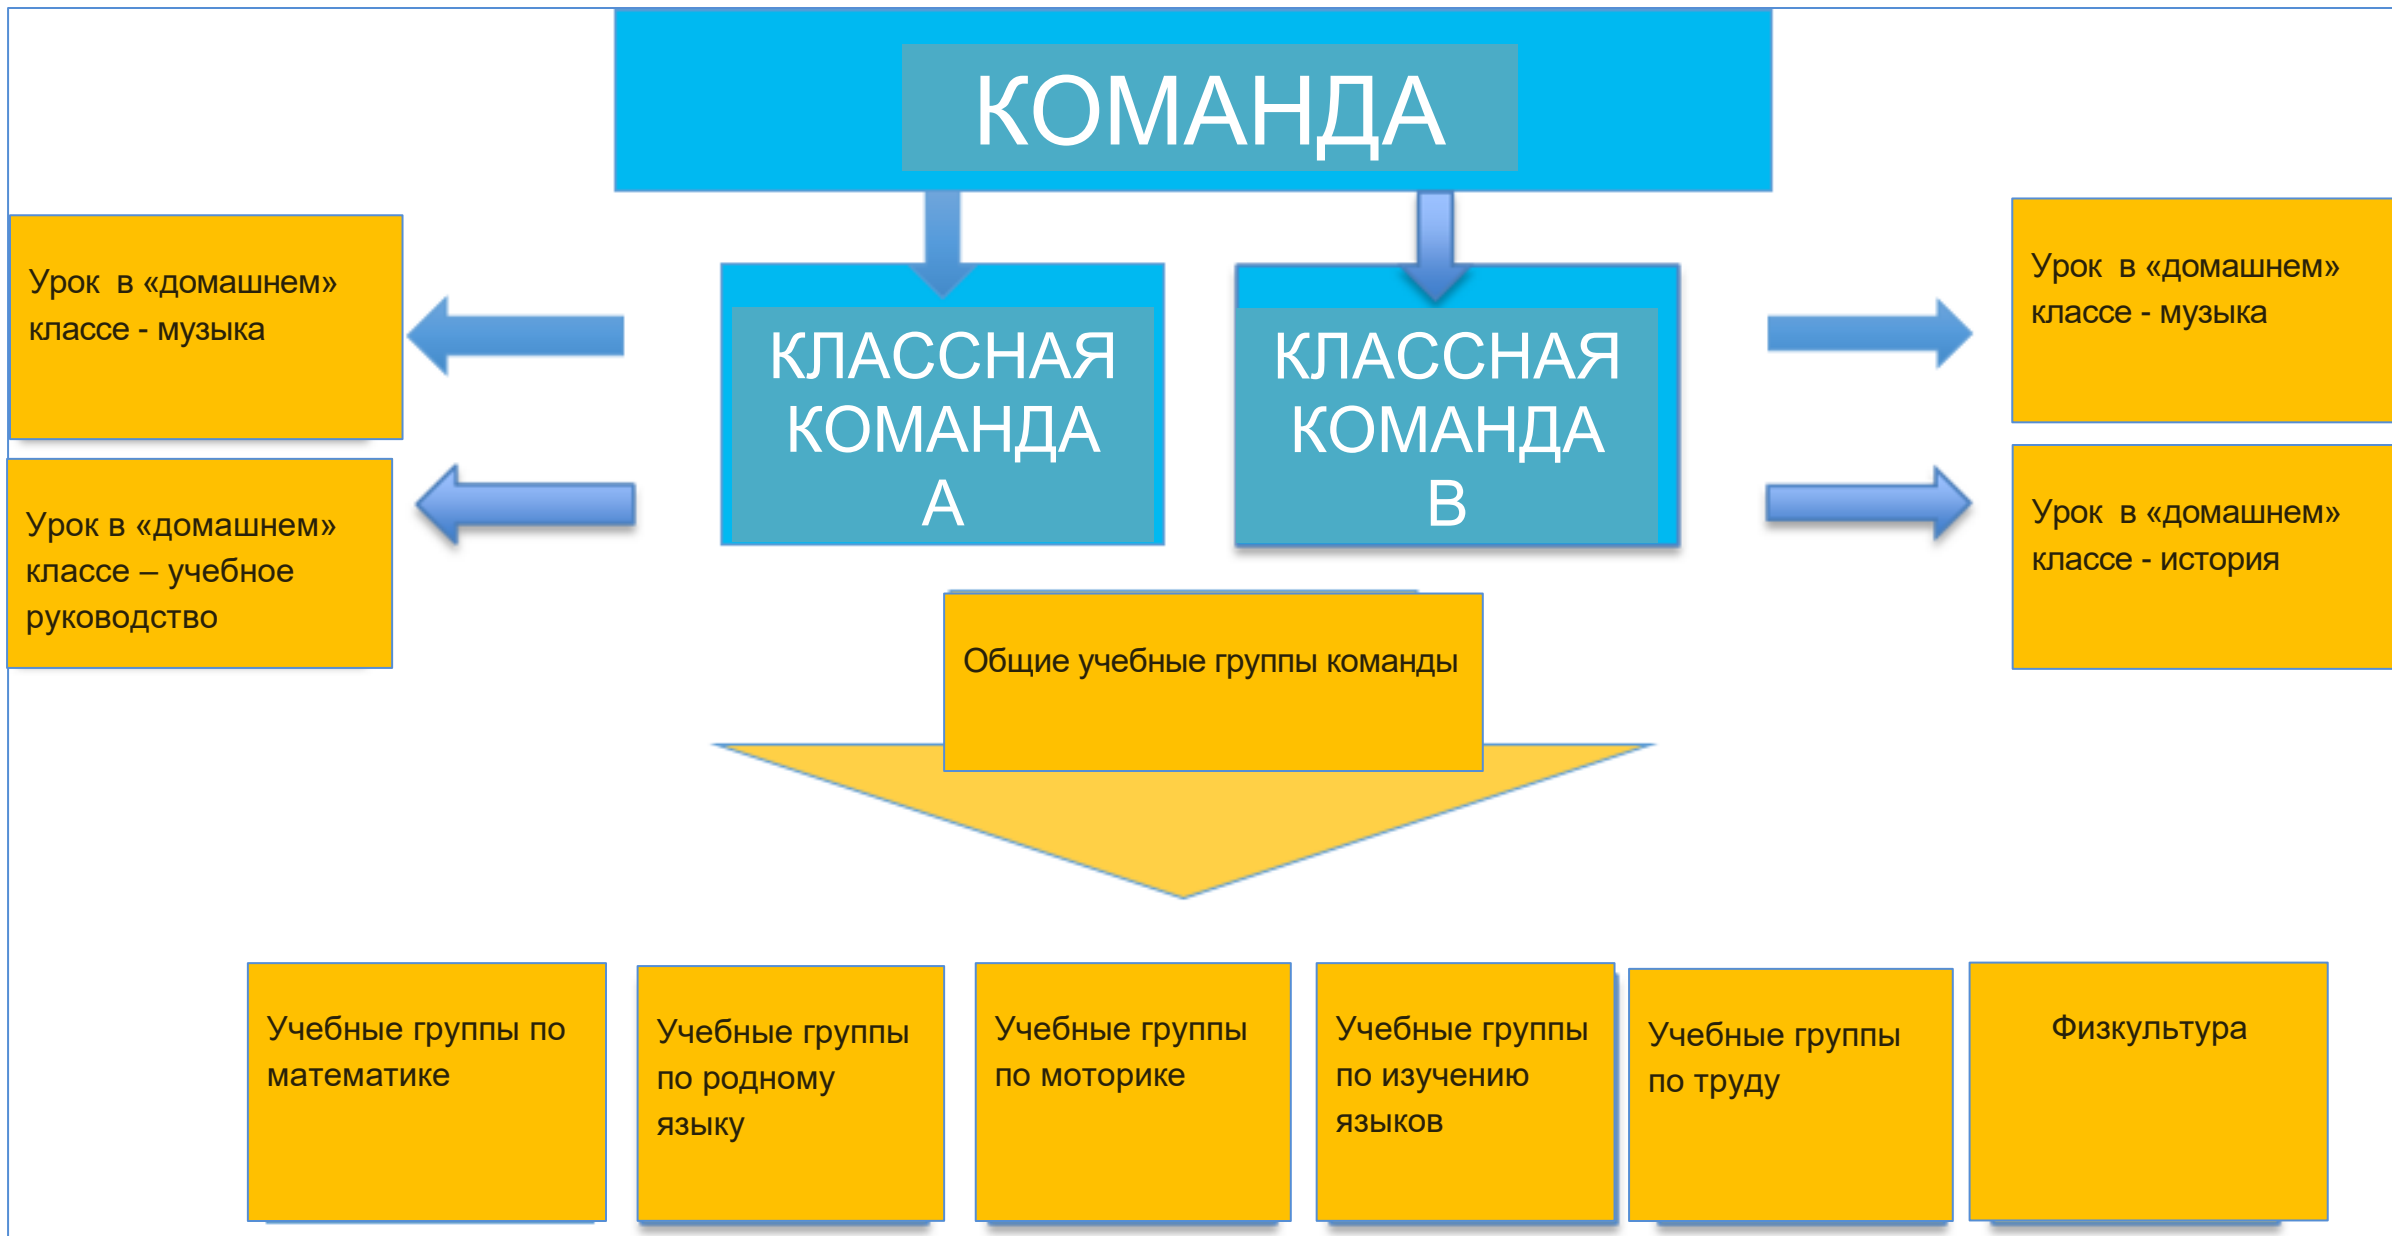 КОМАНДА
Урок в «домашнем»
классе - музыка
Урок в «домашнем»
классе – учебное
руководство
КЛАССНАЯ
КОМАНДА
А
КЛАССНАЯ
КОМАНДА
В
Урок в «домашнем»
классе - музыка
Урок в «домашнем»
классе - история
Общие учебные группы команды
Учебные группы по
математике
Учебные группы
по родному
языку
Учебные группы
по моторике
Учебные группы
по изучению
языков
Учебные группы
по труду
Физкультура